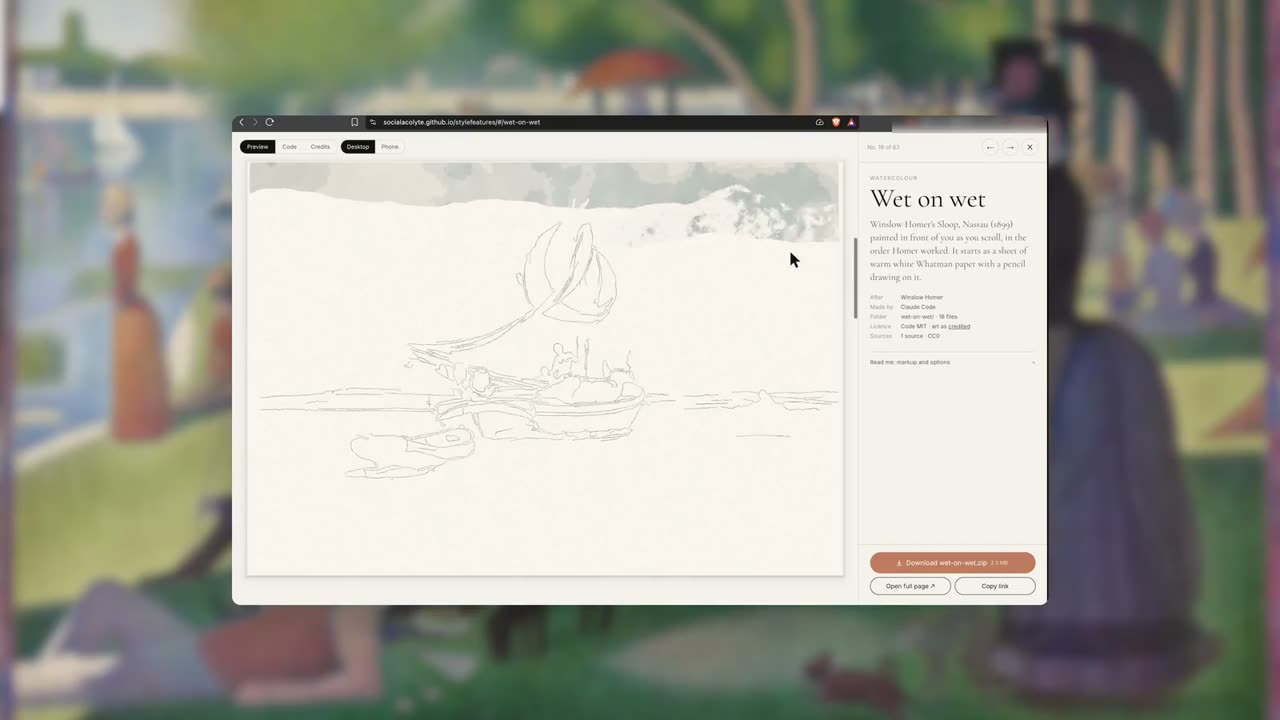 socialacolyte.github.io/stylefeatures/#/wet-on-wet
Preview Code Credits Desktop Phone
No. 19 of 63
WATERCOLOUR
Wet on wet
Winslow Homer's Sloop, Nassau (1899)
painted in front of you as you scroll, in the
order Homer worked. It starts as a sheet of
warm white Whatman paper with a pencil
drawing on it.
After Winslow Homer
Made by Claude Code
Folder wet-on-wet/ · 16 files
Licence Code MIT · art as credited
Sources 1 source · CC0
Read me: markup and options
Download wet-on-wet.zip 2.5 MB
Open full page ↗ Copy link